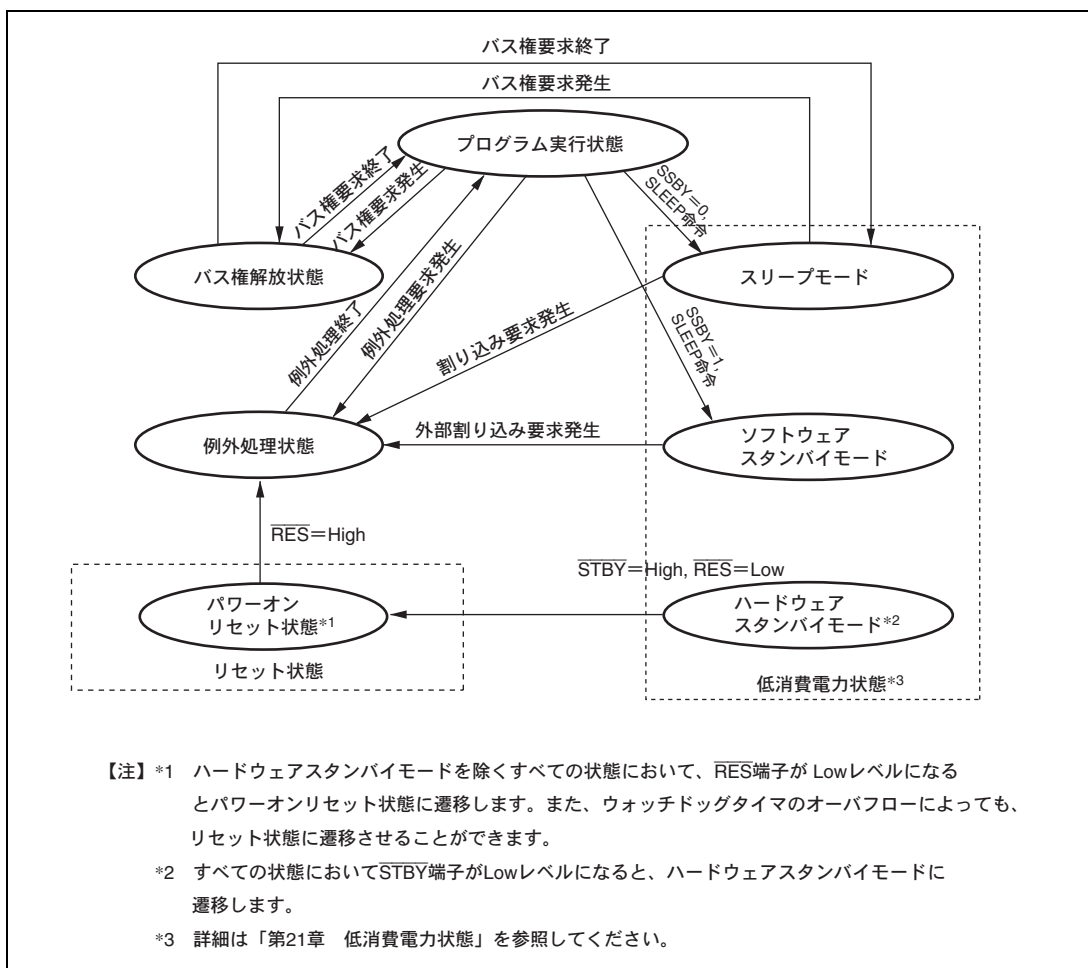 バス権要求終了
バス権要求発生
プログラム実行状態
バス権要求終了
バス権要求発生
SSBY=0,
SLEEP命令
バス権解放状態
スリープモード
例外処理終了
例外処理要求発生
割り込み要求発生
SSBY=1,
SLEEP命令
例外処理状態
外部割り込み要求発生
ソフトウェア
スタンバイモード
RES=High
STBY=High, RES=Low
パワーオン
リセット状態*1
ハードウェア
スタンバイモード*2
リセット状態
低消費電力状態*3
【注】*1 ハードウェアスタンバイモードを除くすべての状態において、RES端子が Lowレベルになる
とパワーオンリセット状態に遷移します。また、ウォッチドッグタイマのオーバフローによっても、
リセット状態に遷移させることができます。
*2 すべての状態においてSTBY端子がLowレベルになると、ハードウェアスタンバイモードに
遷移します。
*3 詳細は「第21章 低消費電力状態」を参照してください。